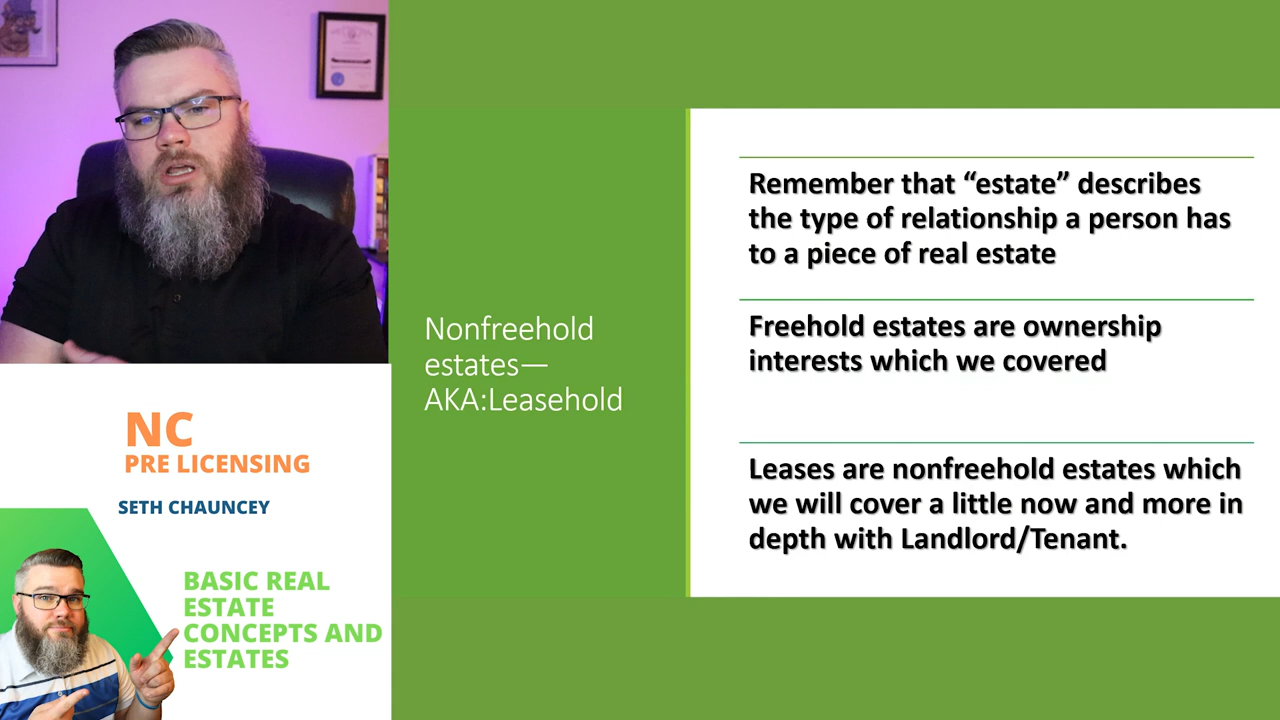 NC
PRE LICENSING
SETH CHAUNCEY
BASIC REAL
ESTATE
CONCEPTS AND
ESTATES
Nonfreehold
estates—
AKA:Leasehold
Remember that “estate” describes
the type of relationship a person has
to a piece of real estate
Freehold estates are ownership
interests which we covered
Leases are nonfreehold estates which
we will cover a little now and more in
depth with Landlord/Tenant.